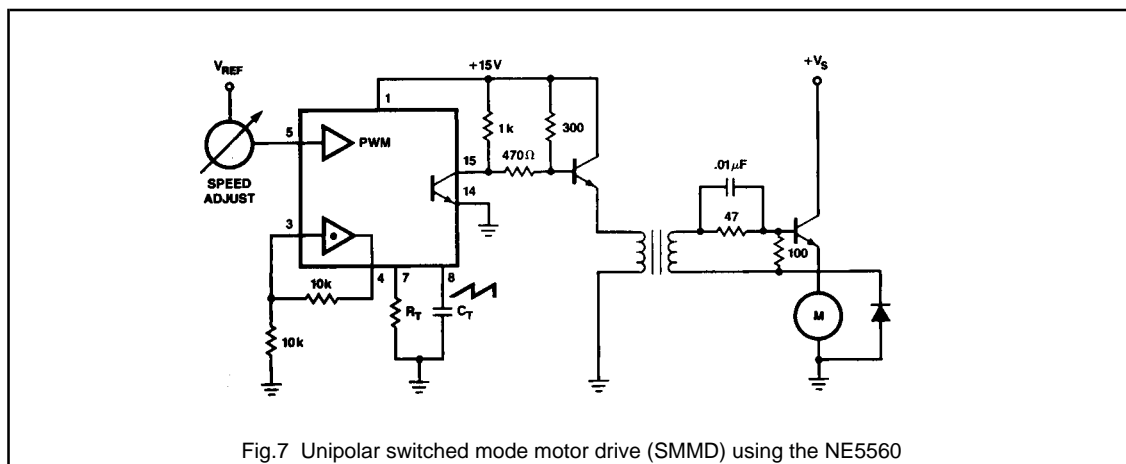 V_REF
+15V
+V_S
1
5
PWM
1k
300
15
470Ω
14
SPEED
ADJUST
.01μF
47
100
3
4
7
8
10k
R_T
C_T
M
10k
Fig.7 Unipolar switched mode motor drive (SMMD) using the NE5560